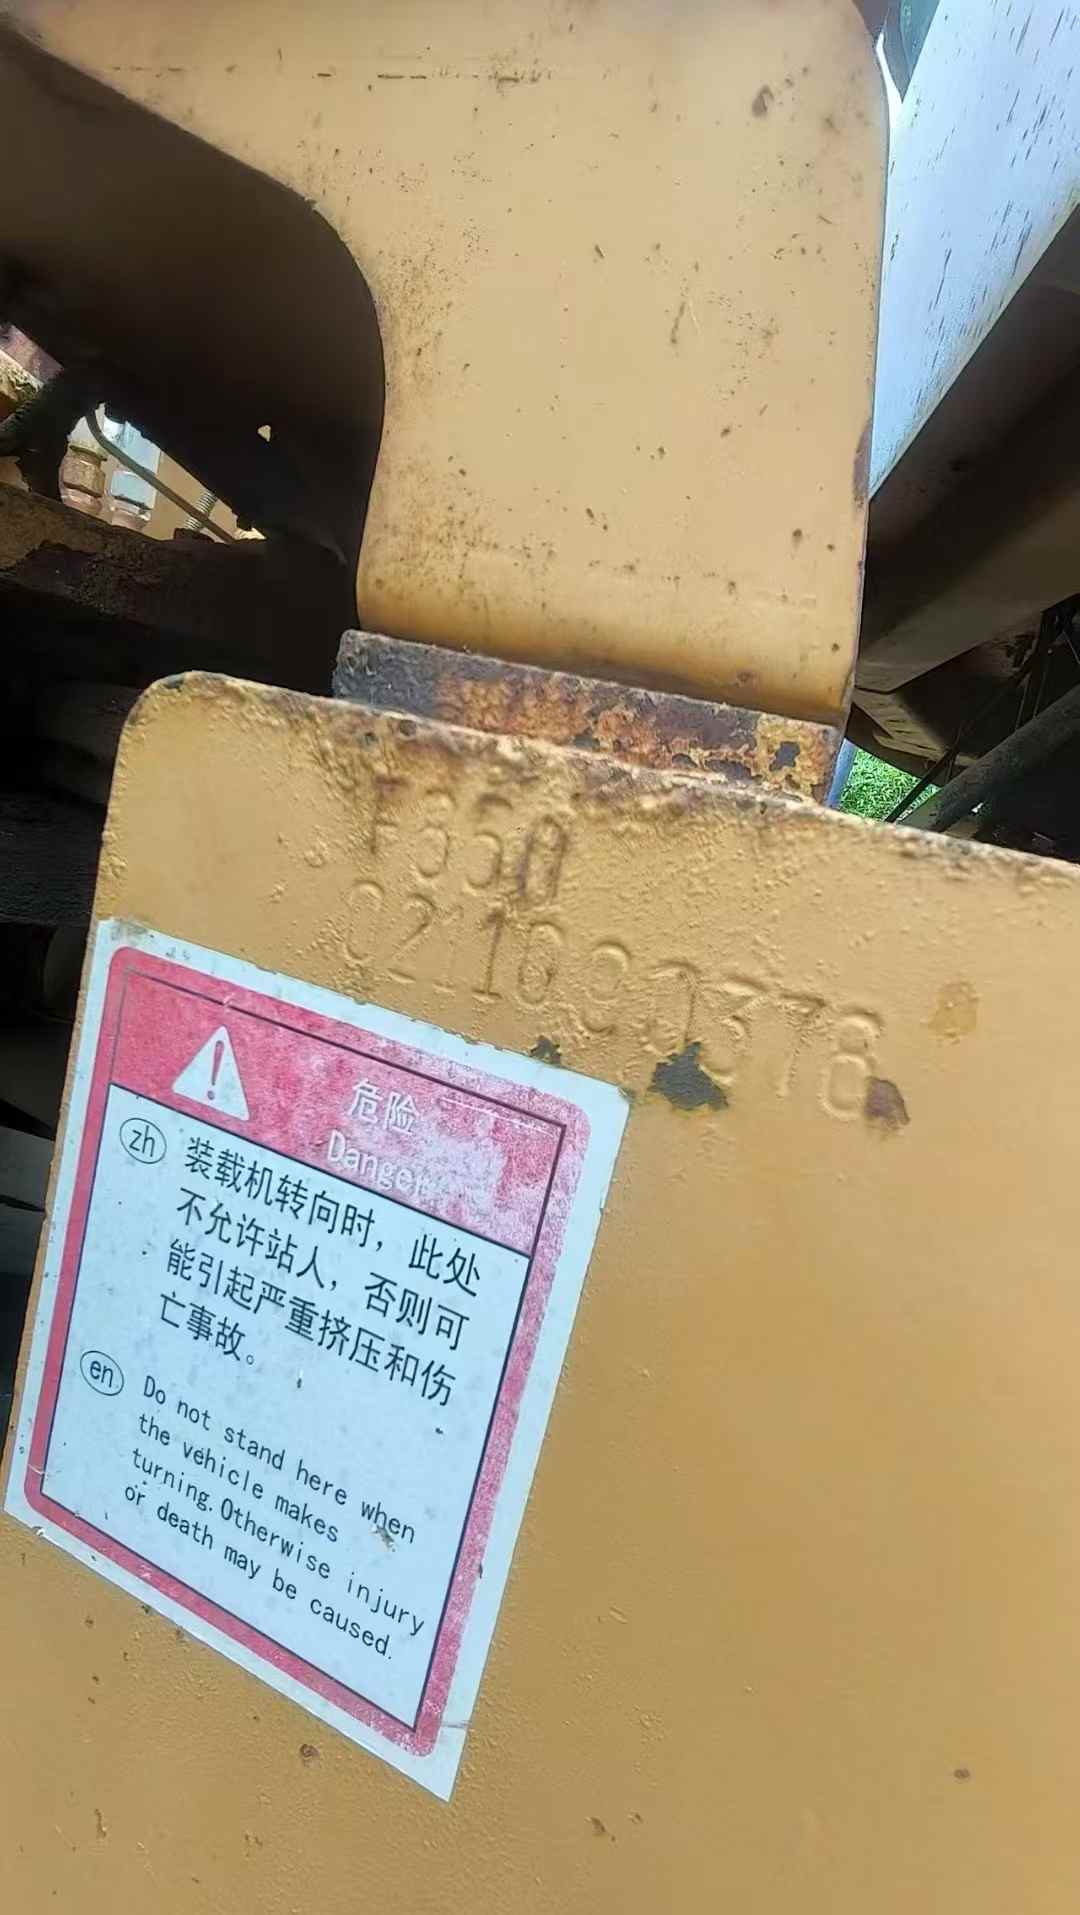 F650
0211090378
危险
Danger
zh
装载机转向时，此处
不允许站人，否则可
能引起严重挤压和伤
亡事故。
en
Do not stand here when
the vehicle makes
turning.Otherwise injury
or death may be caused.